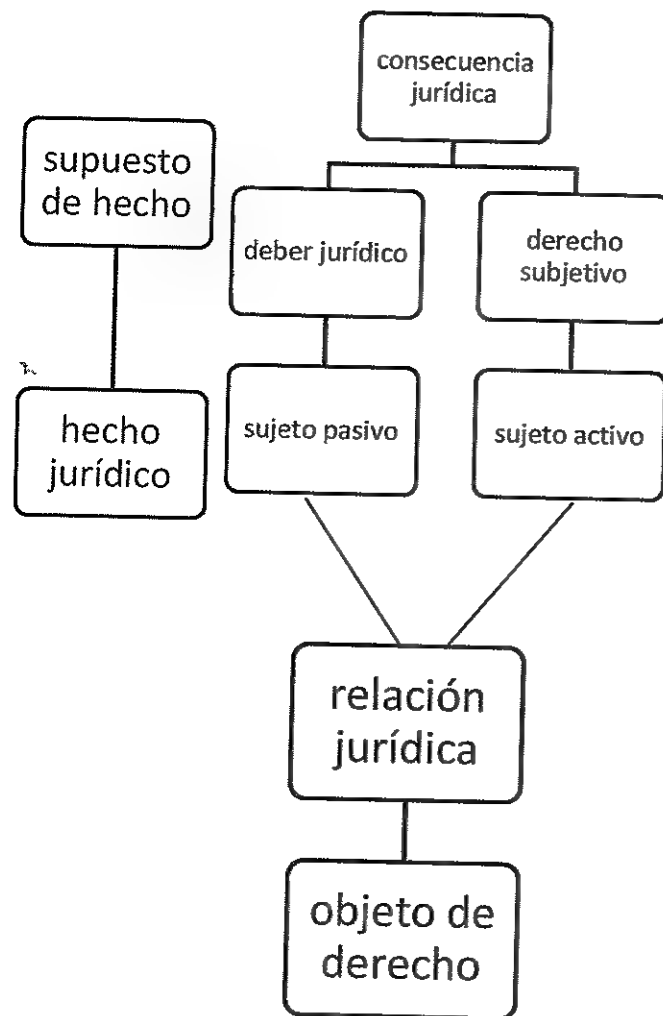 consecuencia
jurídica
supuesto
de hecho
deber jurídico
derecho
subjetivo
hecho
jurídico
sujeto pasivo
sujeto activo
relación
jurídica
objeto de
derecho